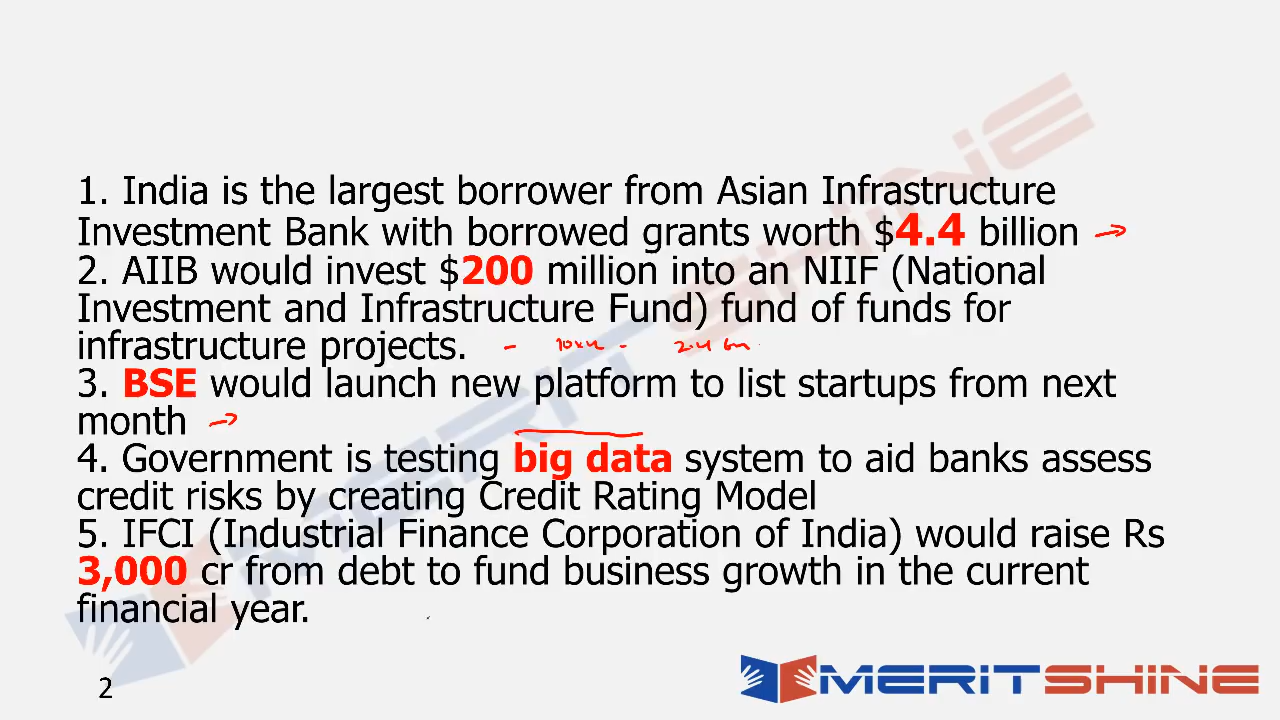 1. India is the largest borrower from Asian Infrastructure
Investment Bank with borrowed grants worth $4.4 billion
2. AIIB would invest $200 million into an NIIF (National
Investment and Infrastructure Fund) fund of funds for
infrastructure projects.
3. BSE would launch new platform to list startups from next
month
4. Government is testing big data system to aid banks assess
credit risks by creating Credit Rating Model
5. IFCI (Industrial Finance Corporation of India) would raise Rs
3,000 cr from debt to fund business growth in the current
financial year.
2
MERITSHINE